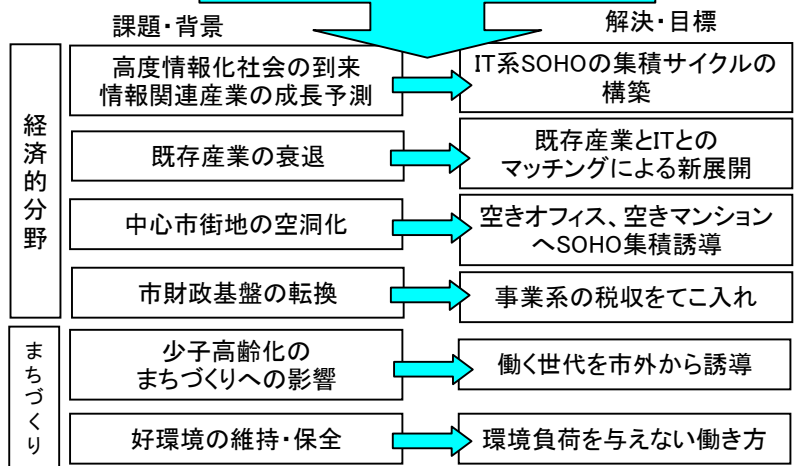 課題・背景
解決・目標
経済的分野
高度情報化社会の到来
情報関連産業の成長予測
IT系SOHOの集積サイクルの
構築
既存産業の衰退
既存産業とITとの
マッチングによる新展開
中心市街地の空洞化
空きオフィス、空きマンション
へSOHO集積誘導
市財政基盤の転換
事業系の税収をてこ入れ
まちづくり
少子高齢化の
まちづくりへの影響
働く世代を市外から誘導
好環境の維持・保全
環境負荷を与えない働き方